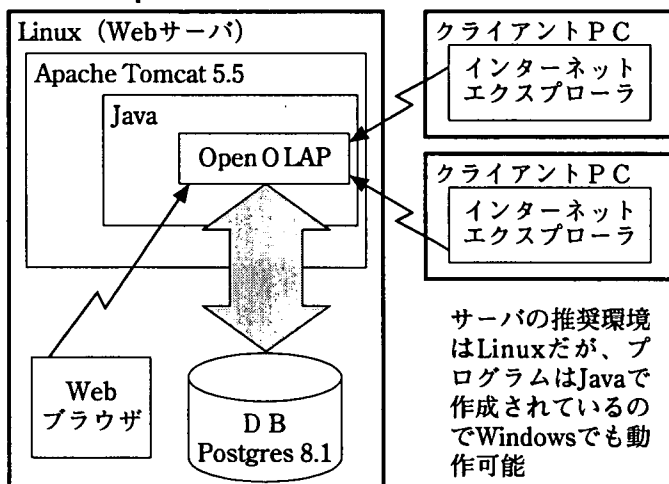 Linux（Webサーバ）
Apache Tomcat 5.5
Java
Open OLAP
Web
ブラウザ
DB
Postgres 8.1
クライアントPC
インターネット
エクスプローラ
クライアントPC
インターネット
エクスプローラ
サーバの推奨環境
はLinuxだが、プ
ログラムはJavaで
作成されているの
でWindowsでも動
作可能